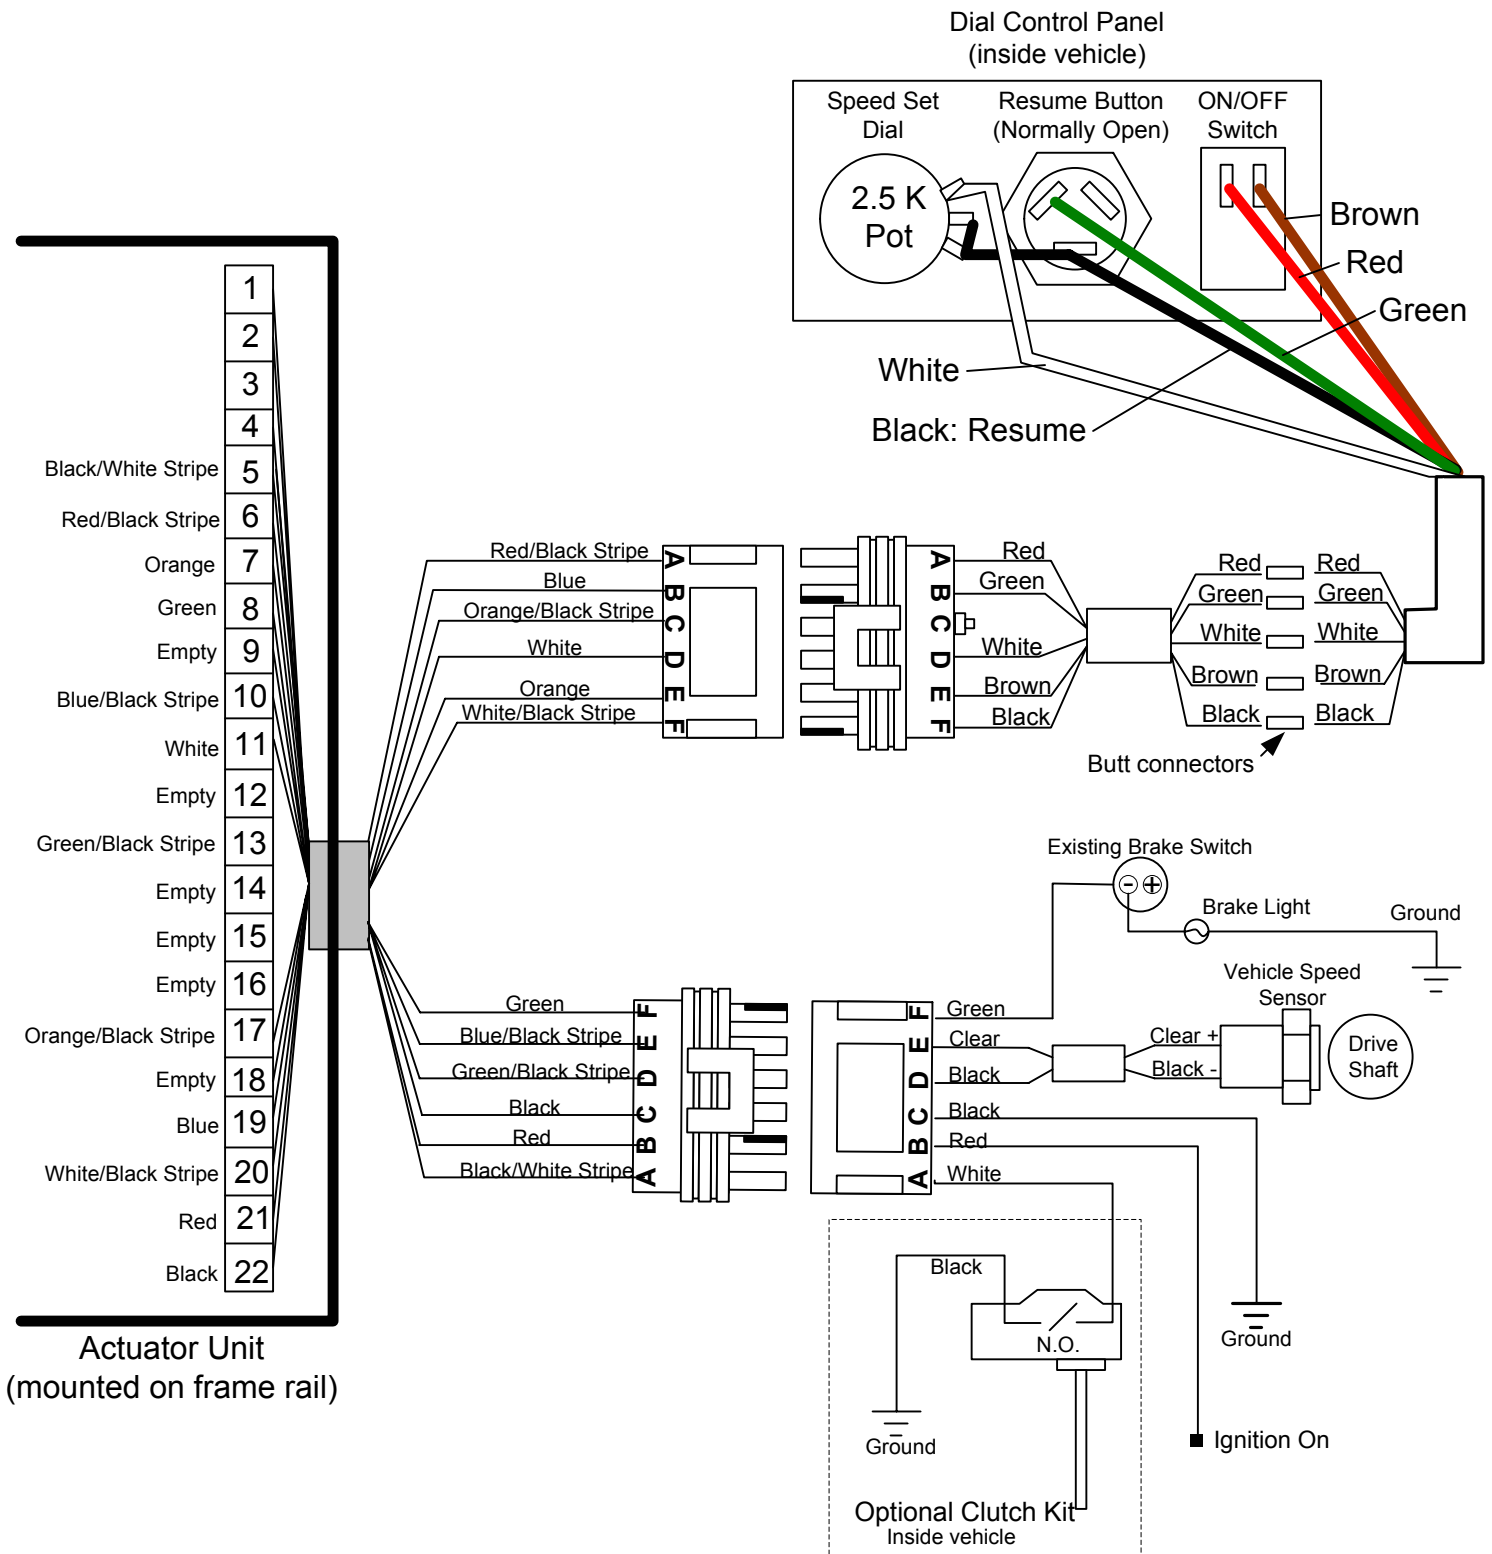 Dial Control Panel
(inside vehicle)
Speed Set
Dial
Resume Button
(Normally Open)
ON/OFF
Switch
2.5 K
Pot
Brown
Red
Green
White
Black: Resume
1
2
3
4
Black/White Stripe 5
Red/Black Stripe 6
Orange 7
Green 8
Empty 9
Blue/Black Stripe 10
White 11
Empty 12
Green/Black Stripe 13
Empty 14
Empty 15
Empty 16
Orange/Black Stripe 17
Empty 18
Blue 19
White/Black Stripe 20
Red 21
Black 22
Actuator Unit
(mounted on frame rail)
Red/Black Stripe A
Blue B
Orange/Black Stripe C
White D
Orange E
White/Black Stripe F
A Red
B Green
C
D White
E Brown
F Black
Red Red
Green Green
White White
Brown Brown
Black Black
Butt connectors
Green F
Blue/Black Stripe E
Green/Black Stripe D
Black C
Red B
Black/White Stripe A
F Green
E Clear
D Black
C Black
B Red
A White
Existing Brake Switch
- +
Brake Light
Ground
Vehicle Speed
Sensor
Clear +
Black -
Drive
Shaft
Black
N.O.
Ground
Ground
Ignition On
Optional Clutch Kit
Inside vehicle